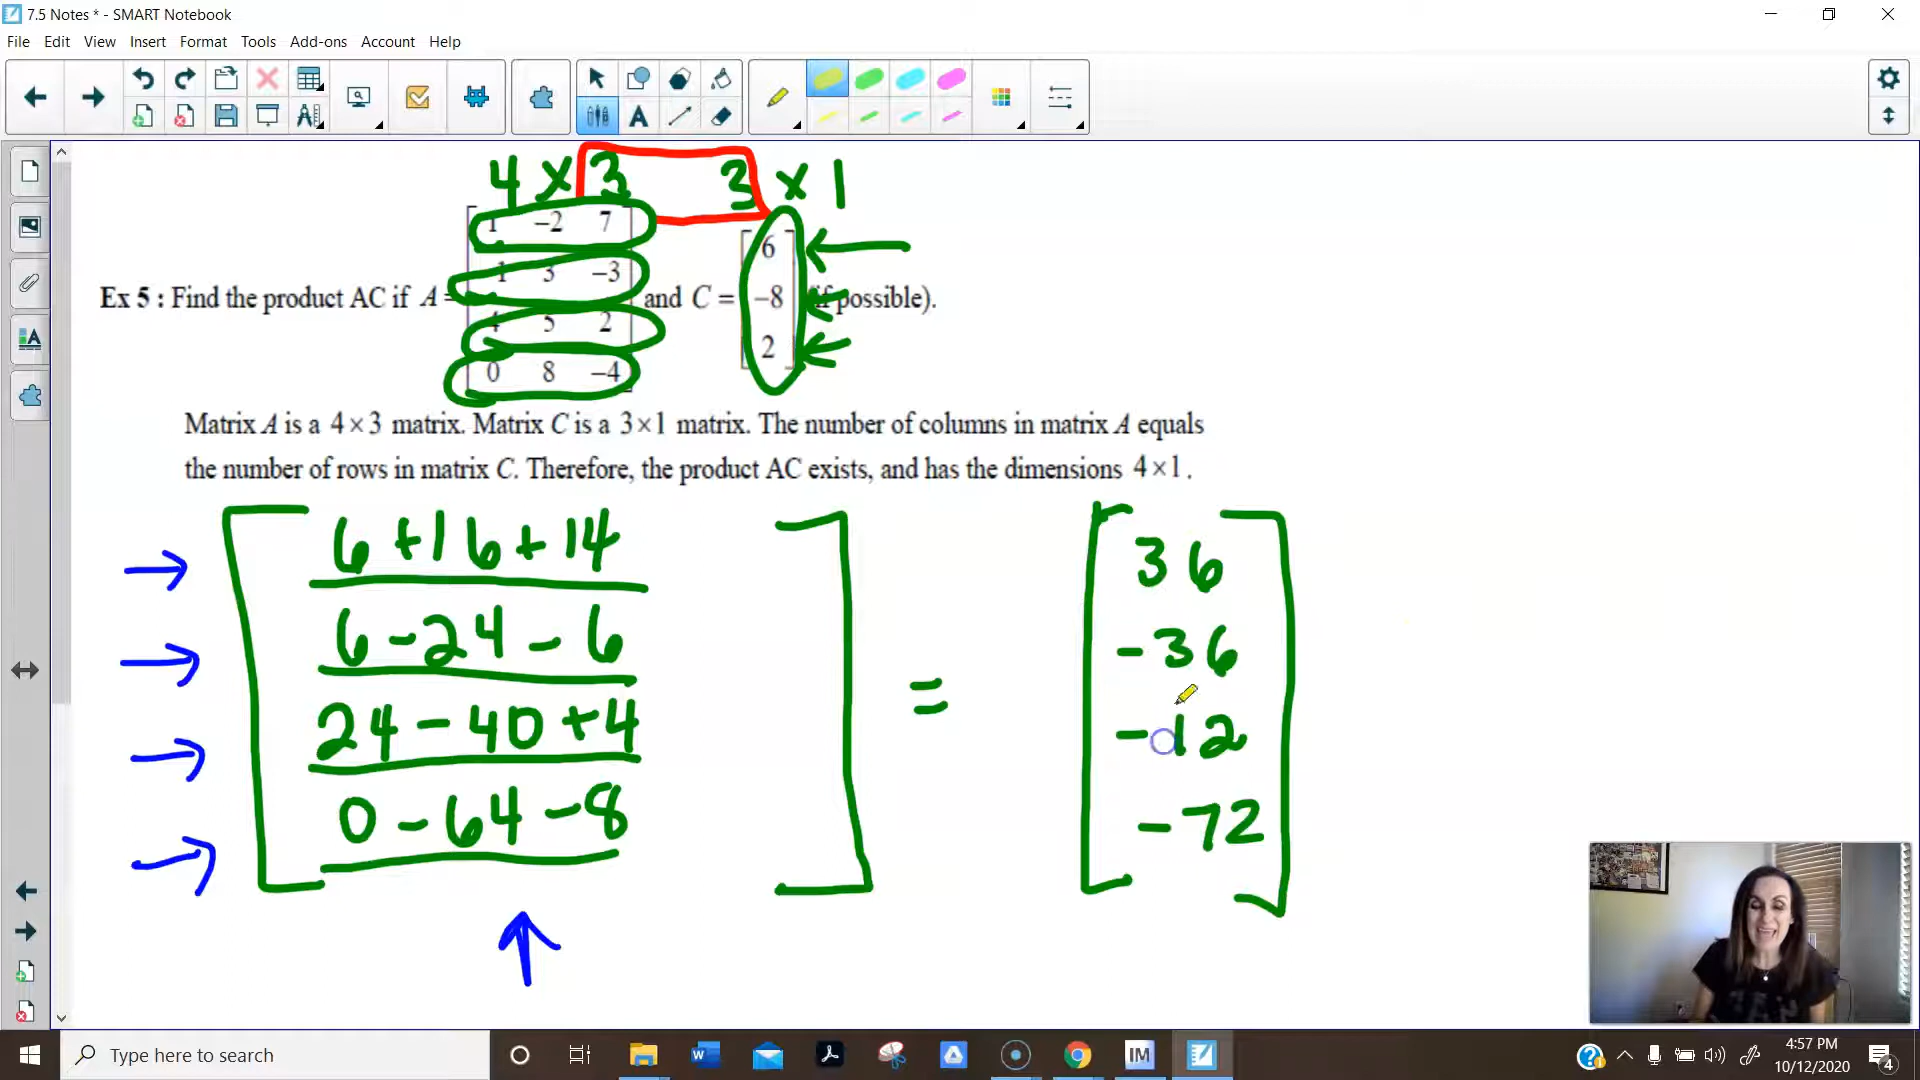 7.5 Notes * - SMART Notebook
File Edit View Insert Format Tools Add-ons Account Help
4 x 3 3 x 1
1 -2 7
1 3 -3
4 5 2
0 8 -4
6
-8
2
Ex 5 : Find the product AC if A = and C = (if possible).
Matrix A is a 4×3 matrix. Matrix C is a 3×1 matrix. The number of columns in matrix A equals
the number of rows in matrix C. Therefore, the product AC exists, and has the dimensions 4×1.
6 + 16 + 14
6 - 24 - 6
24 - 40 + 4
0 - 64 - 8
=
36
-36
-12
-72
Type here to search
IM
4:57 PM
10/12/2020
4